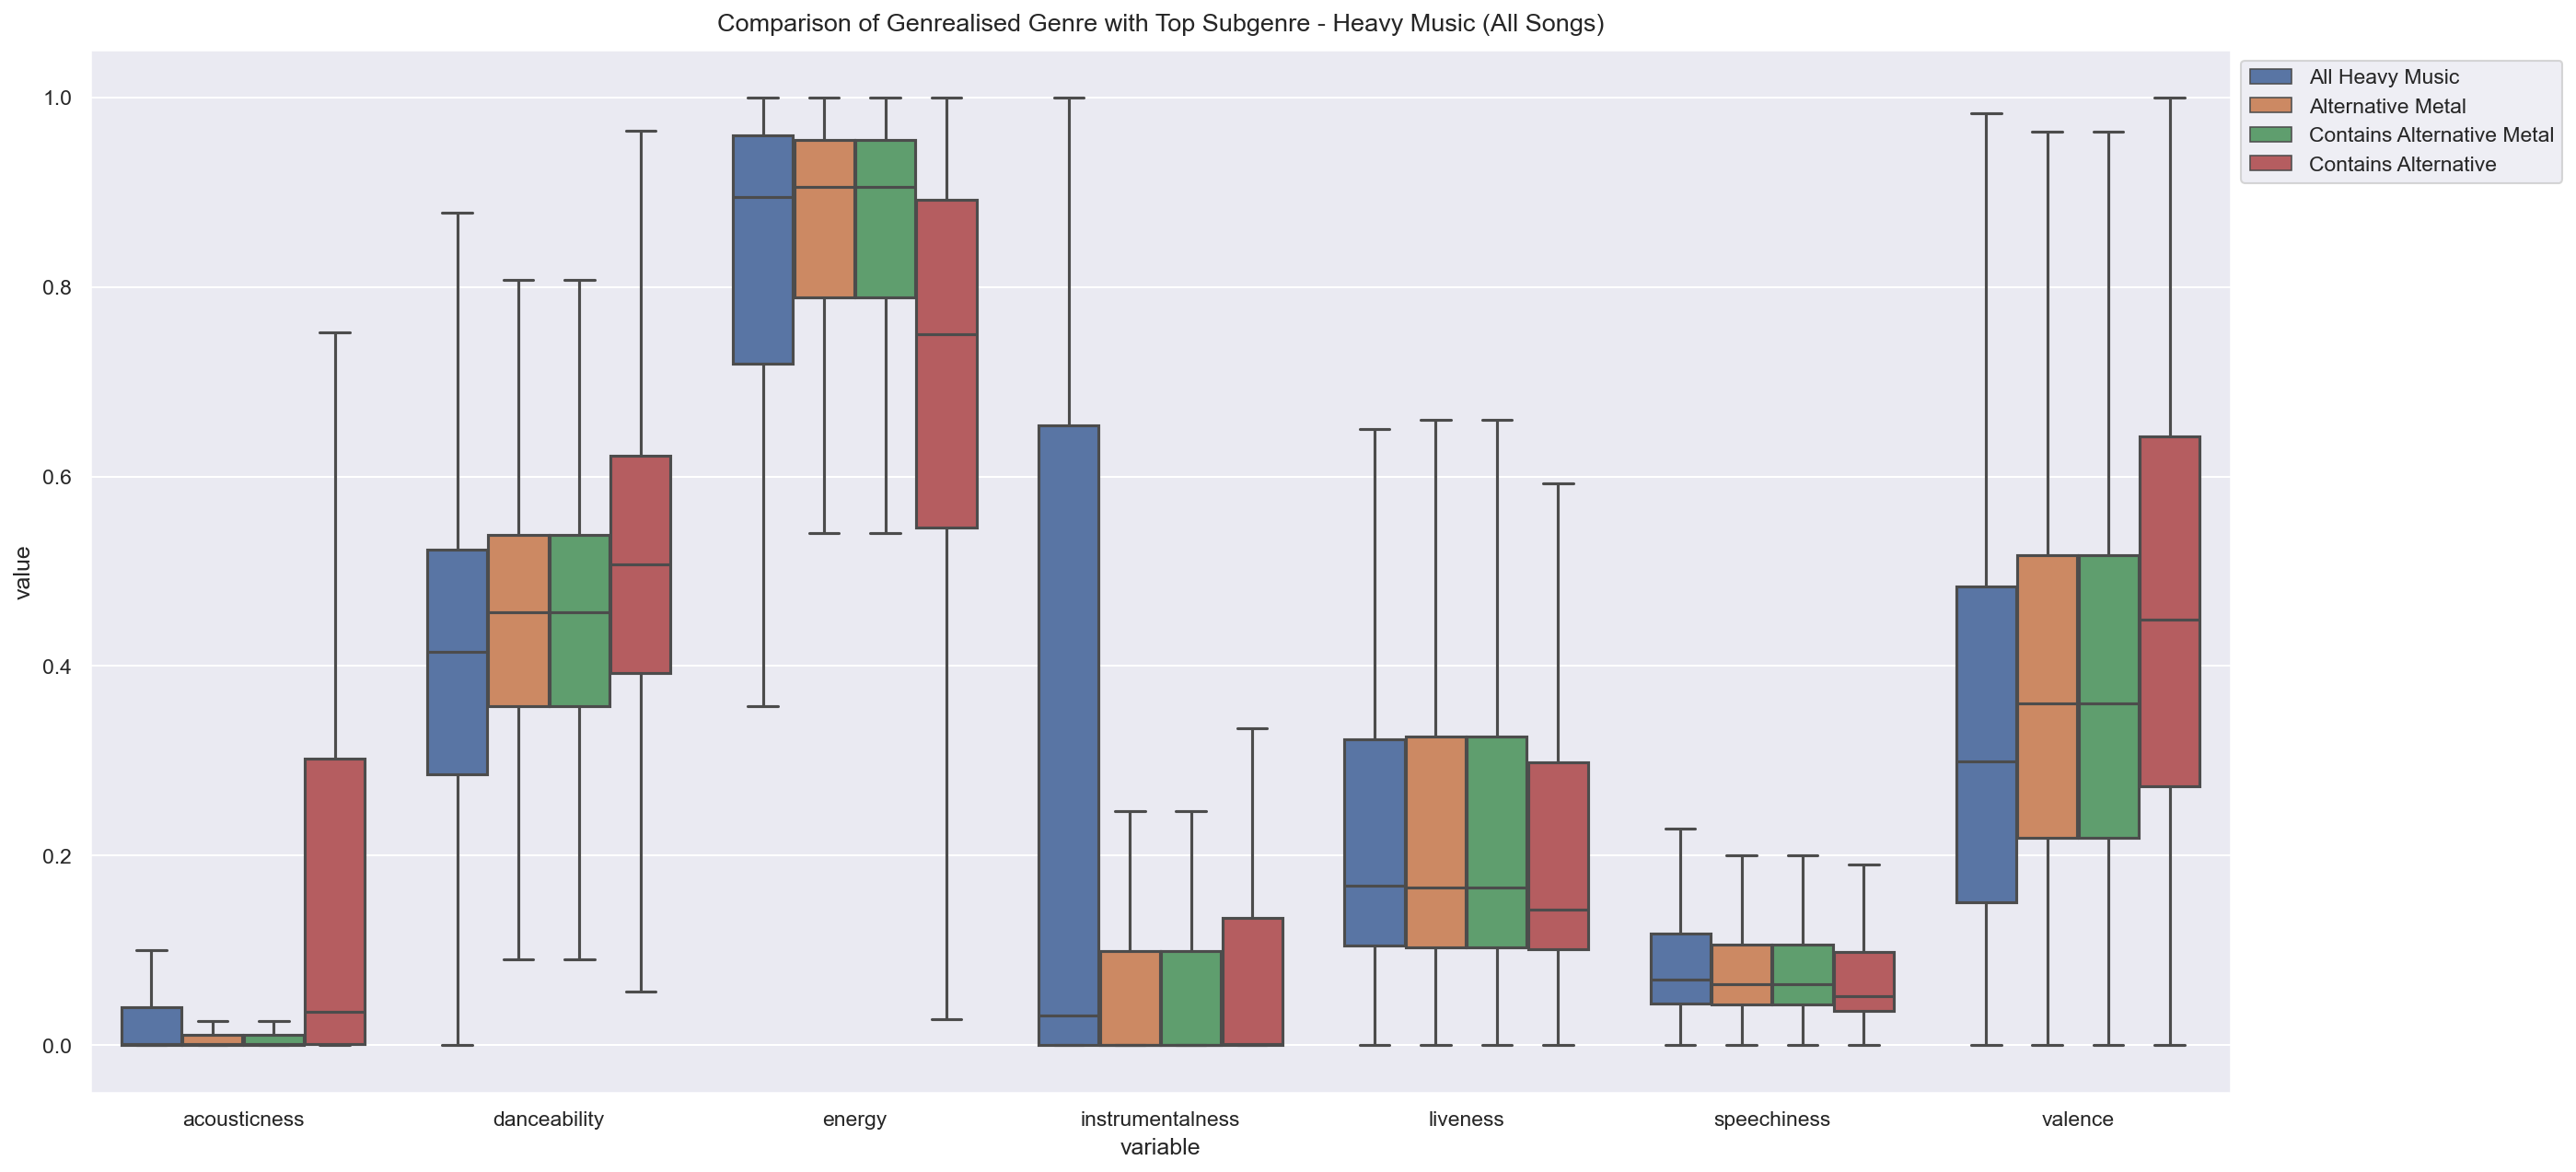 Comparison of Genrealised Genre with Top Subgenre - Heavy Music (All Songs)
All Heavy Music
Alternative Metal
Contains Alternative Metal
Contains Alternative
1.0
0.8
0.6
0.4
0.2
0.0
value
acousticness danceability energy instrumentalness liveness speechiness valence
variable